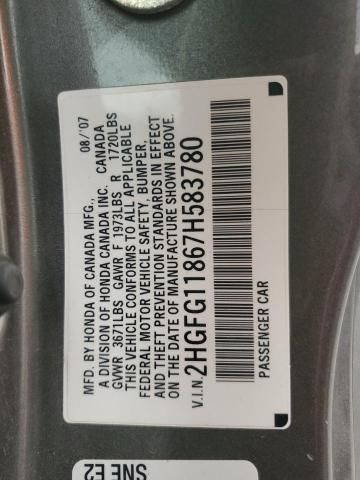 MFD. BY HONDA OF CANADA MFG., 08/'07
A DIVISION OF HONDA CANADA INC. CANADA
GVWR 3671LBS GAWR F 1973LBS R 1720LBS
THIS VEHICLE CONFORMS TO ALL APPLICABLE
FEDERAL MOTOR VEHICLE SAFETY, BUMPER,
AND THEFT PREVENTION STANDARDS IN EFFECT
ON THE DATE OF MANUFACTURE SHOWN ABOVE.
V.I.N. 2HGFG11867H583780
PASSENGER CAR
SNE E2